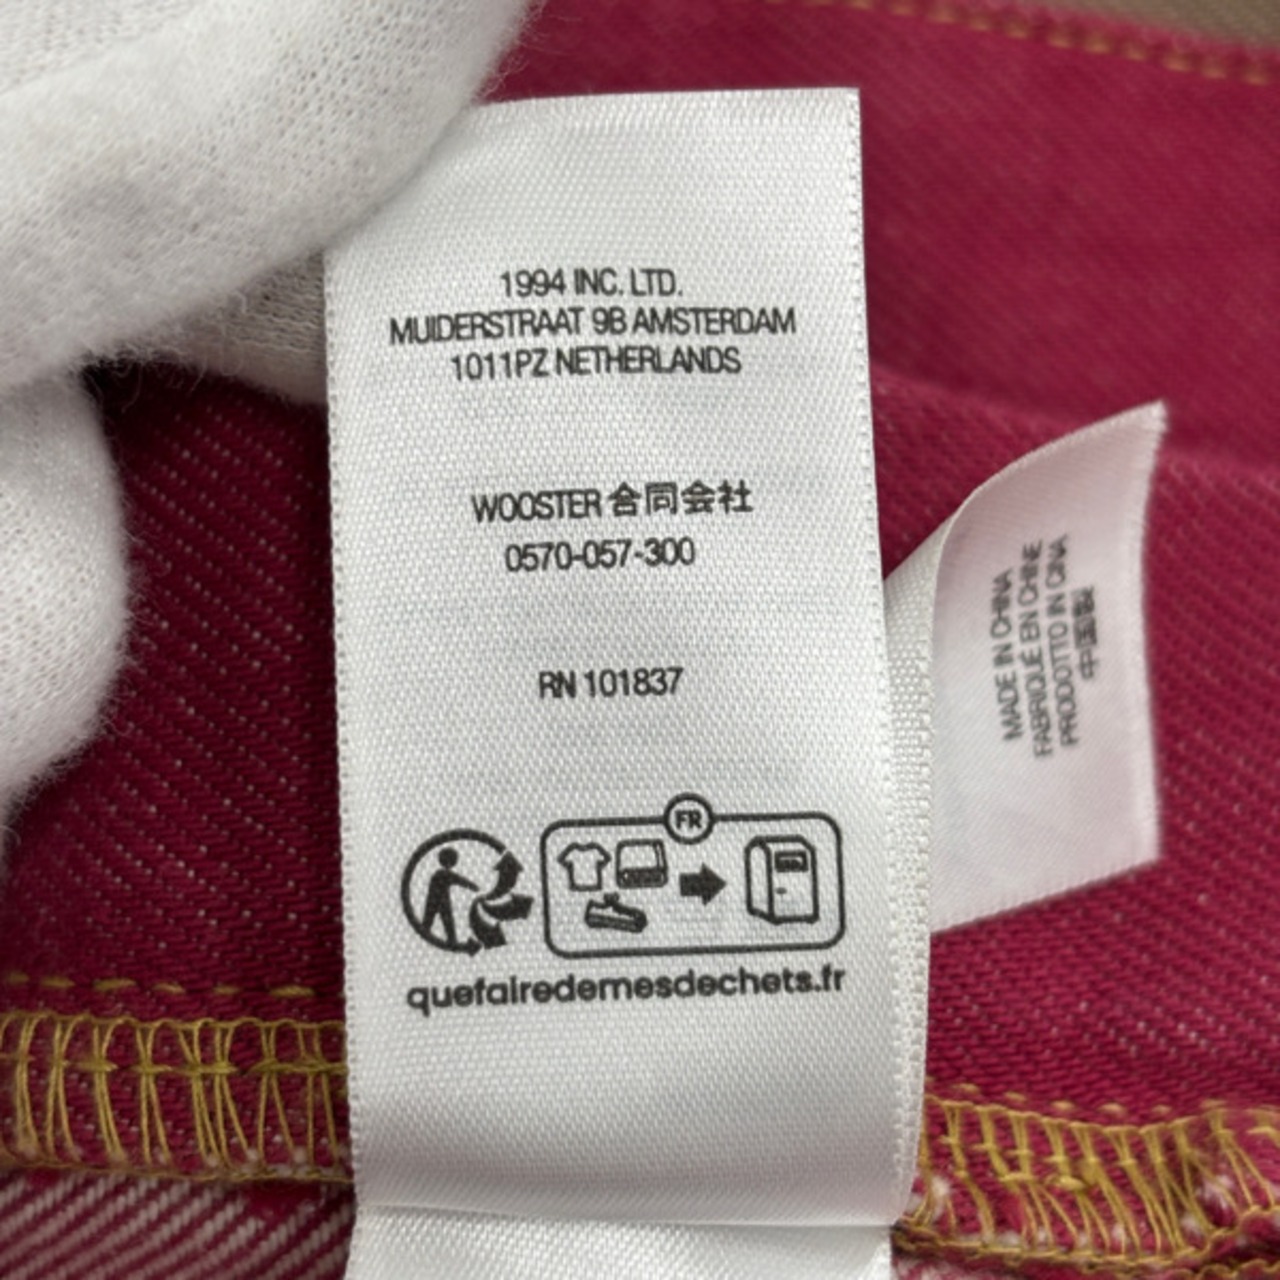 1994 INC. LTD.
MUIDERSTRAAT 9B AMSTERDAM
1011PZ NETHERLANDS
WOOSTER 合同会社
0570-057-300
RN 101837
FR
quefairedemesdechets.fr
MADE IN CHINA
FABRIQUÉ EN CHINE
PRODOTTO IN CINA
中国製